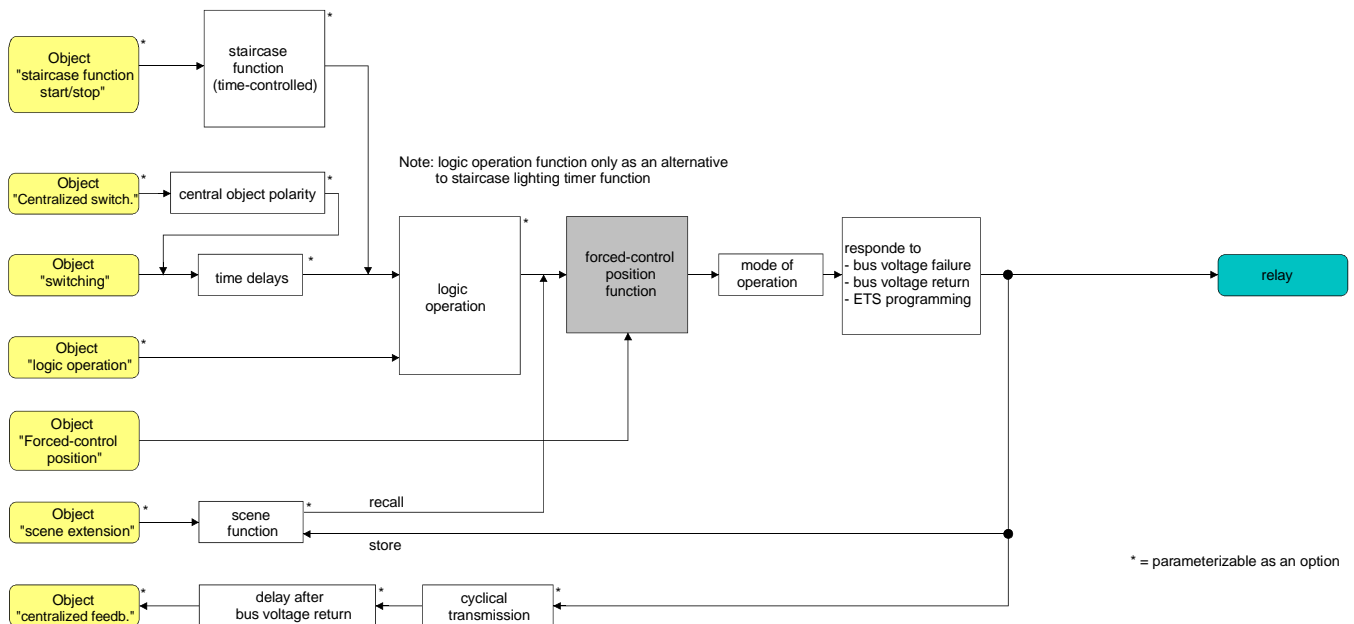 *
*
Object
"staircase function
start/stop"
staircase
function
(time-controlled)
Note: logic operation function only as an alternative
to staircase lighting timer function
*
*
Object
"Centralized switch."
central object polarity
*
*
Object
"switching"
time delays
*
logic
operation
forced-control
position
function
mode of
operation
responde to
- bus voltage failure
- bus voltage return
- ETS programming
relay
*
Object
"logic operation"
Object
"Forced-control
position"
*
Object
"scene extension"
*
scene
function
recall
store
* = parameterizable as an option
*
Object
"centralized feedb."
*
delay after
bus voltage return
*
cyclical
transmission